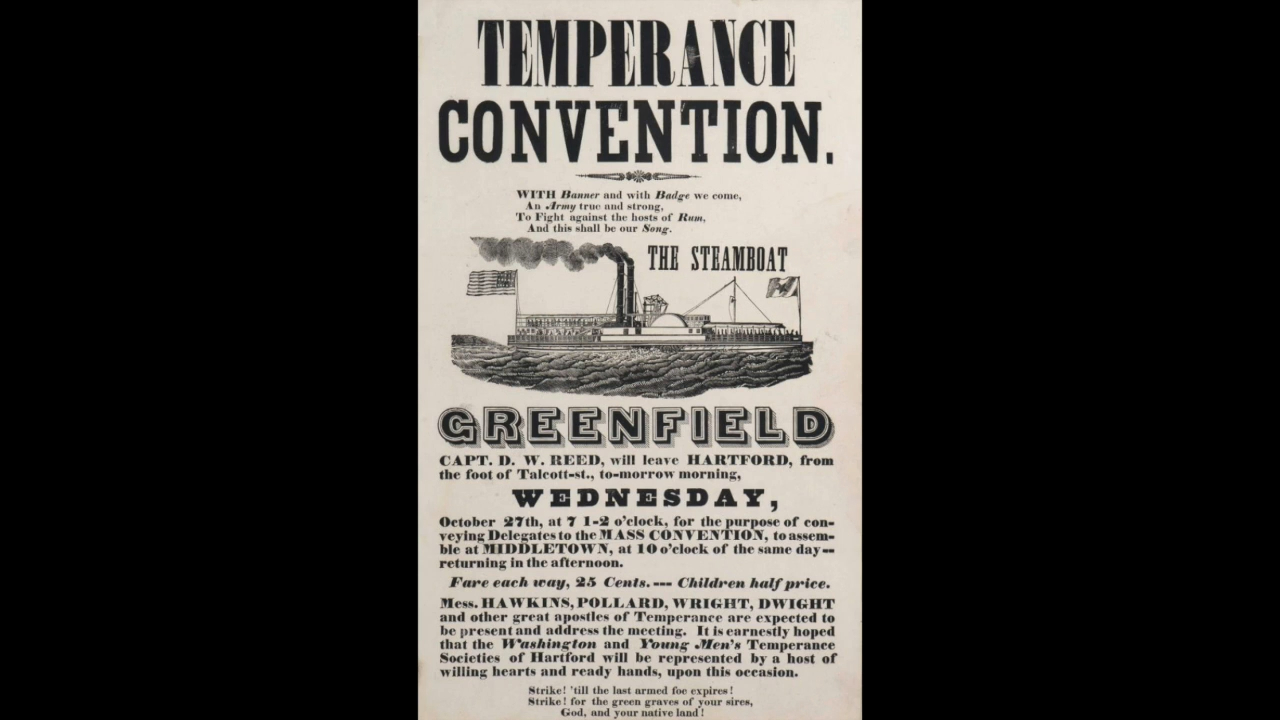 TEMPERANCE
CONVENTION.
WITH Banner and with Badge we come,
An Army true and strong,
To Fight against the hosts of Rum,
And this shall be our Song.
THE STEAMBOAT
GREENFIELD
CAPT. D. W. REED, will leave HARTFORD, from
the foot of Talcott-st., to-morrow morning,
WEDNESDAY,
October 27th, at 7 1-2 o'clock, for the purpose of con-
veying Delegates to the MASS CONVENTION, to assem-
ble at MIDDLETOWN, at 10 o'clock of the same day--
returning in the afternoon.
Fare each way, 25 Cents.--- Children half price.
Mess. HAWKINS, POLLARD, WRIGHT, DWIGHT
and other great apostles of Temperance are expected to
be present and address the meeting. It is earnestly hoped
that the Washington and Young Men's Temperance
Societies of Hartford will be represented by a host of
willing hearts and ready hands, upon this occasion.
Strike! 'till the last armed foe expires!
Strike! for the green graves of your sires,
God, and your native land!